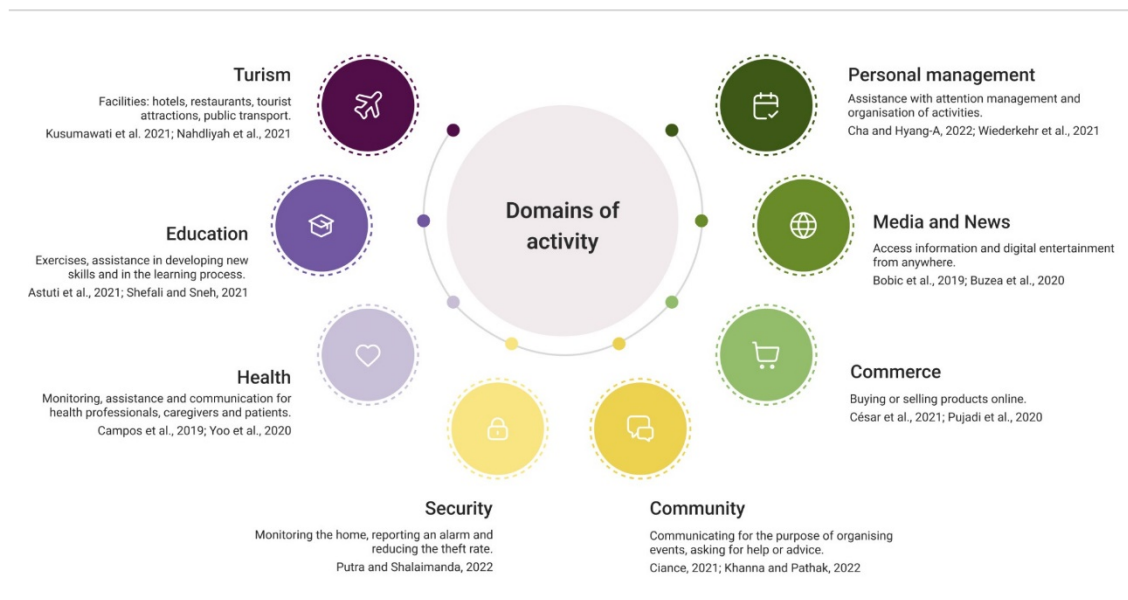 Domains of
activity
Turism
Facilities: hotels, restaurants, tourist
attractions, public transport.
Kusumawati et al. 2021; Nahdliyah et al., 2021
Education
Exercises, assistance in developing new
skills and in the learning process.
Astuti et al., 2021; Shefali and Sneh, 2021
Health
Monitoring, assistance and communication for
health professionals, caregivers and patients.
Campos et al., 2019; Yoo et al., 2020
Security
Monitoring the home, reporting an alarm and
reducing the theft rate.
Putra and Shalaimanda, 2022
Community
Communicating for the purpose of organising
events, asking for help or advice.
Ciance, 2021; Khanna and Pathak, 2022
Commerce
Buying or selling products online.
César et al., 2021; Pujadi et al., 2020
Media and News
Access information and digital entertainment
from anywhere.
Bobic et al., 2019; Buzea et al., 2020
Personal management
Assistance with attention management and
organisation of activities.
Cha and Hyang-A, 2022; Wiederkehr et al., 2021